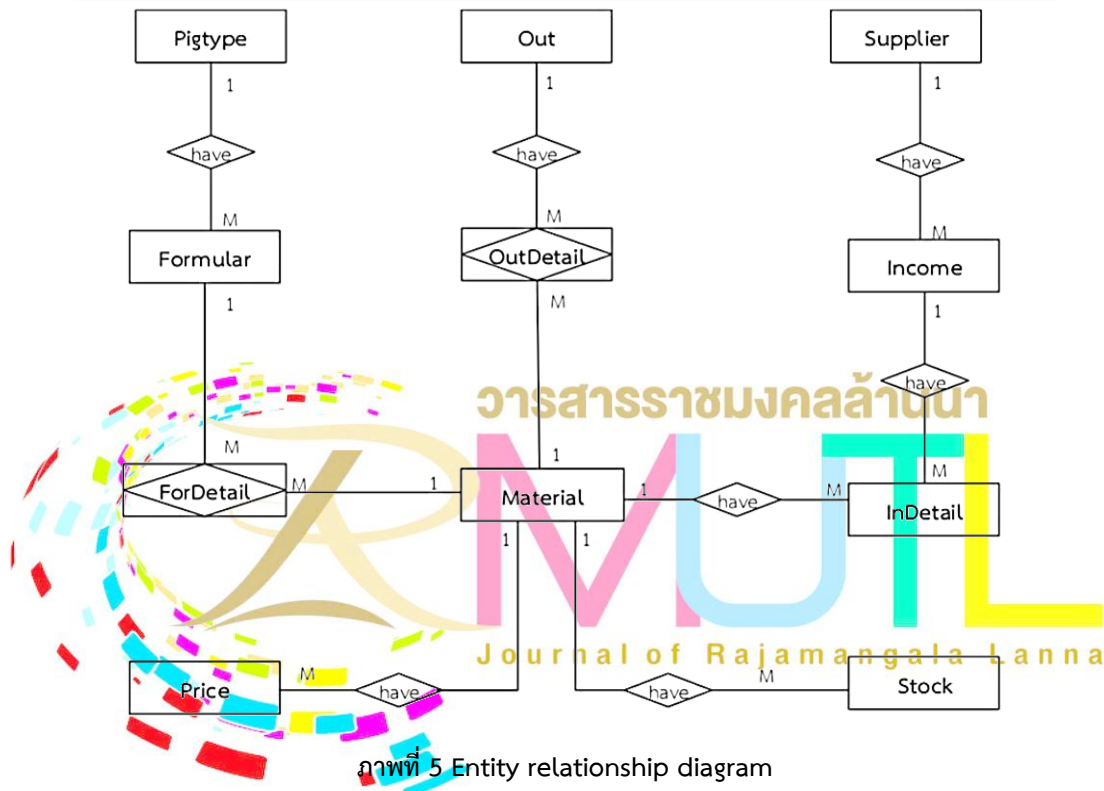 Pigtype Out Supplier
1 1 1
have have have
M M M
Formular OutDetail Income
1 M 1
have
วารสารราชมงคลล้านนา
M 1 M
ForDetail M 1 Material 1 have M InDetail
1 1
RMUTL
Journal of Rajamangala Lanna
Price M have have M Stock
ภาพที่ 5 Entity relationship diagram